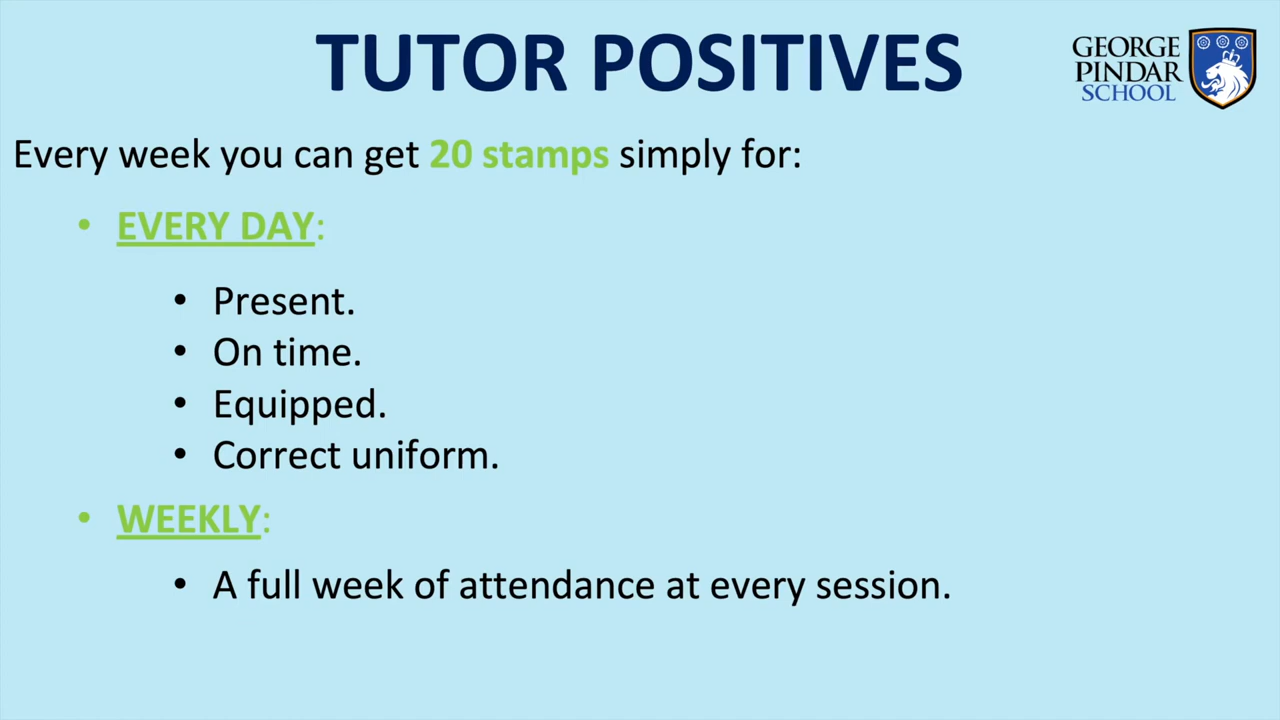 TUTOR POSITIVES
GEORGE
PINDAR
SCHOOL
Every week you can get 20 stamps simply for:
• EVERY DAY:
• Present.
• On time.
• Equipped.
• Correct uniform.
• WEEKLY:
• A full week of attendance at every session.